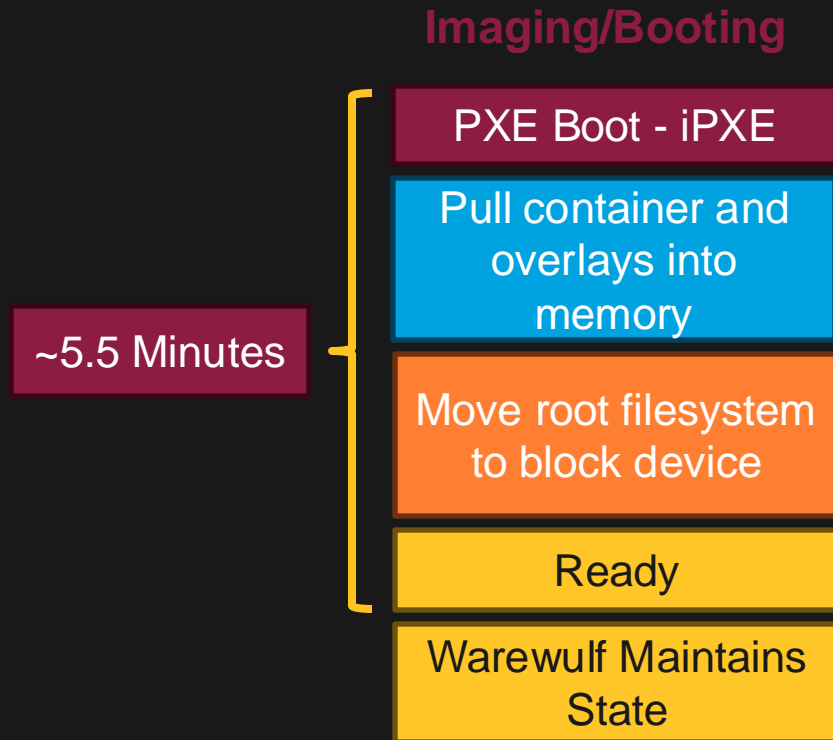 Imaging/Booting
PXE Boot - iPXE
Pull container and
overlays into
memory
~5.5 Minutes
Move root filesystem
to block device
Ready
Warewulf Maintains
State